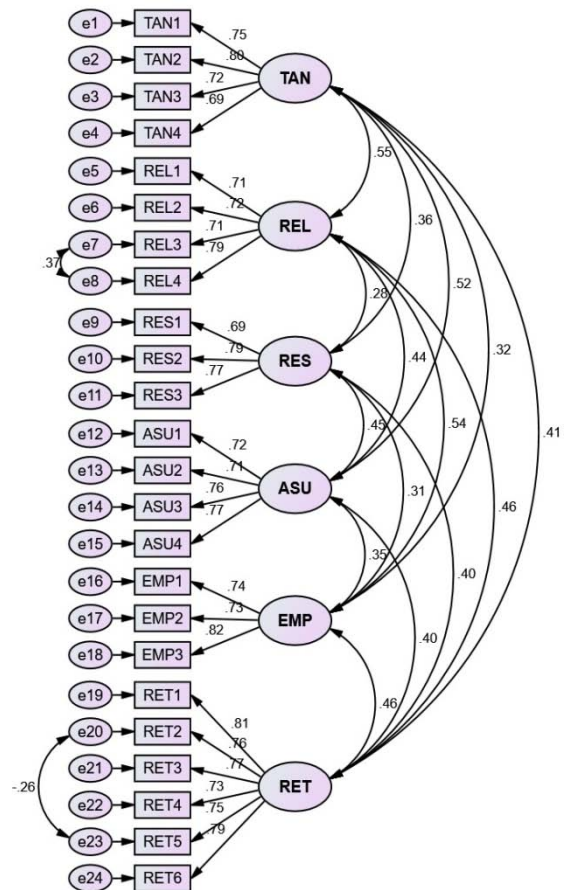 e1 TAN1
.75
e2 TAN2
.80
TAN
e3 TAN3
.72
e4 TAN4
.69
.55
e5 REL1
.71
e6 REL2
.72
REL
e7 REL3
.71
.37
e8 REL4
.79
.36
.28
.52
e9 RES1
.69
e10 RES2
.79
RES
e11 RES3
.77
.44
.32
.45
.54
.41
e12 ASU1
.72
e13 ASU2
.71
ASU
e14 ASU3
.76
e15 ASU4
.77
.31
.46
.35
.40
e16 EMP1
.74
e17 EMP2
.73
EMP
e18 EMP3
.82
.40
.46
e19 RET1
.81
e20 RET2
.76
e21 RET3
.77
RET
-.26
e22 RET4
.73
e23 RET5
.75
e24 RET6
.79